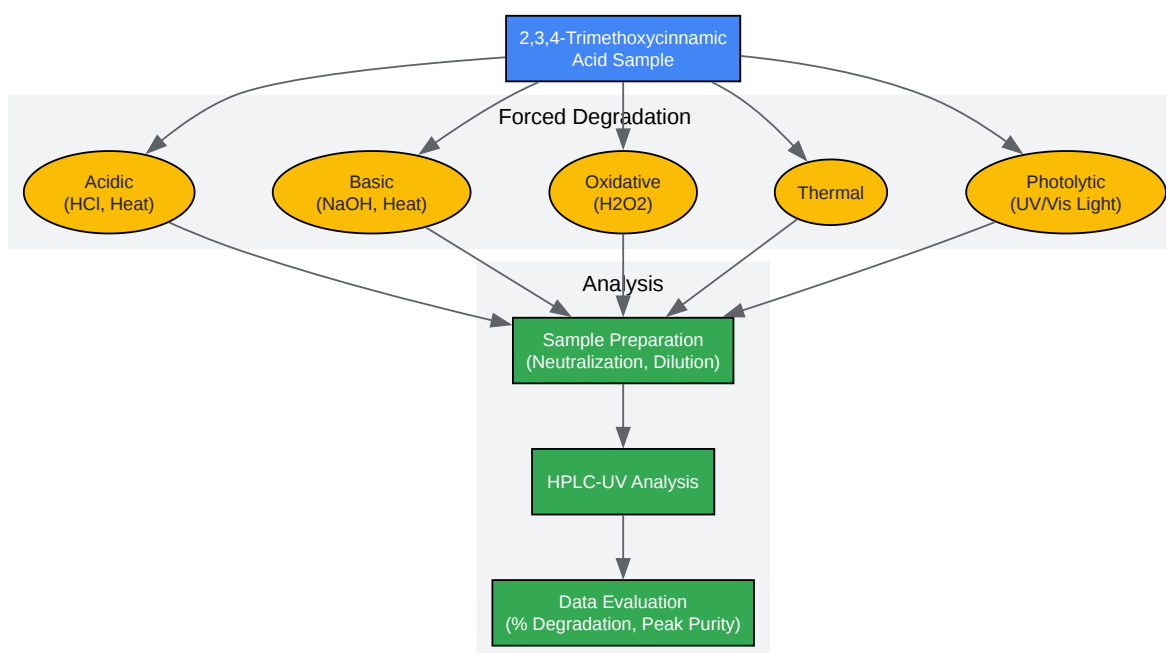 2,3,4-Trimethoxycinnamic
Acid Sample
Forced Degradation
Acidic
(HCl, Heat)
Basic
(NaOH, Heat)
Oxidative
(H2O2)
Thermal
Photolytic
(UV/Vis Light)
Analysis
Sample Preparation
(Neutralization, Dilution)
HPLC-UV Analysis
Data Evaluation
(% Degradation, Peak Purity)